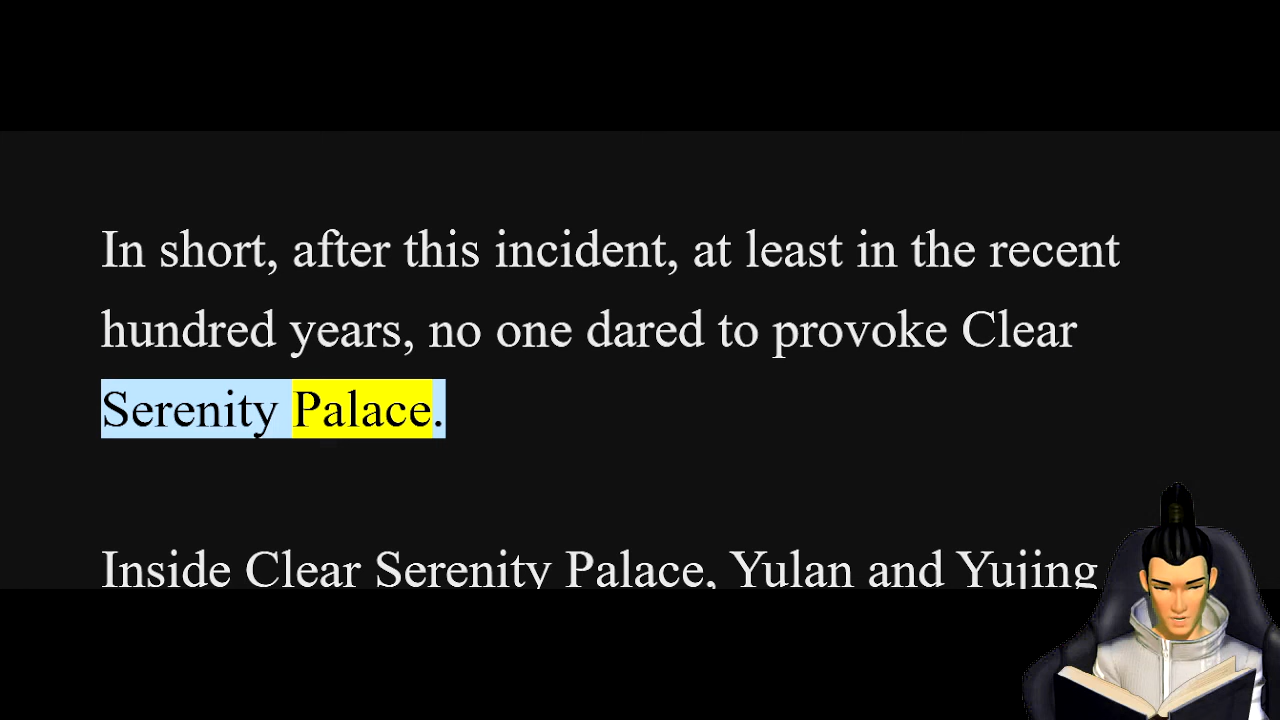 In short, after this incident, at least in the recent
hundred years, no one dared to provoke Clear
Serenity Palace.
Inside Clear Serenity Palace, Yulan and Yujing